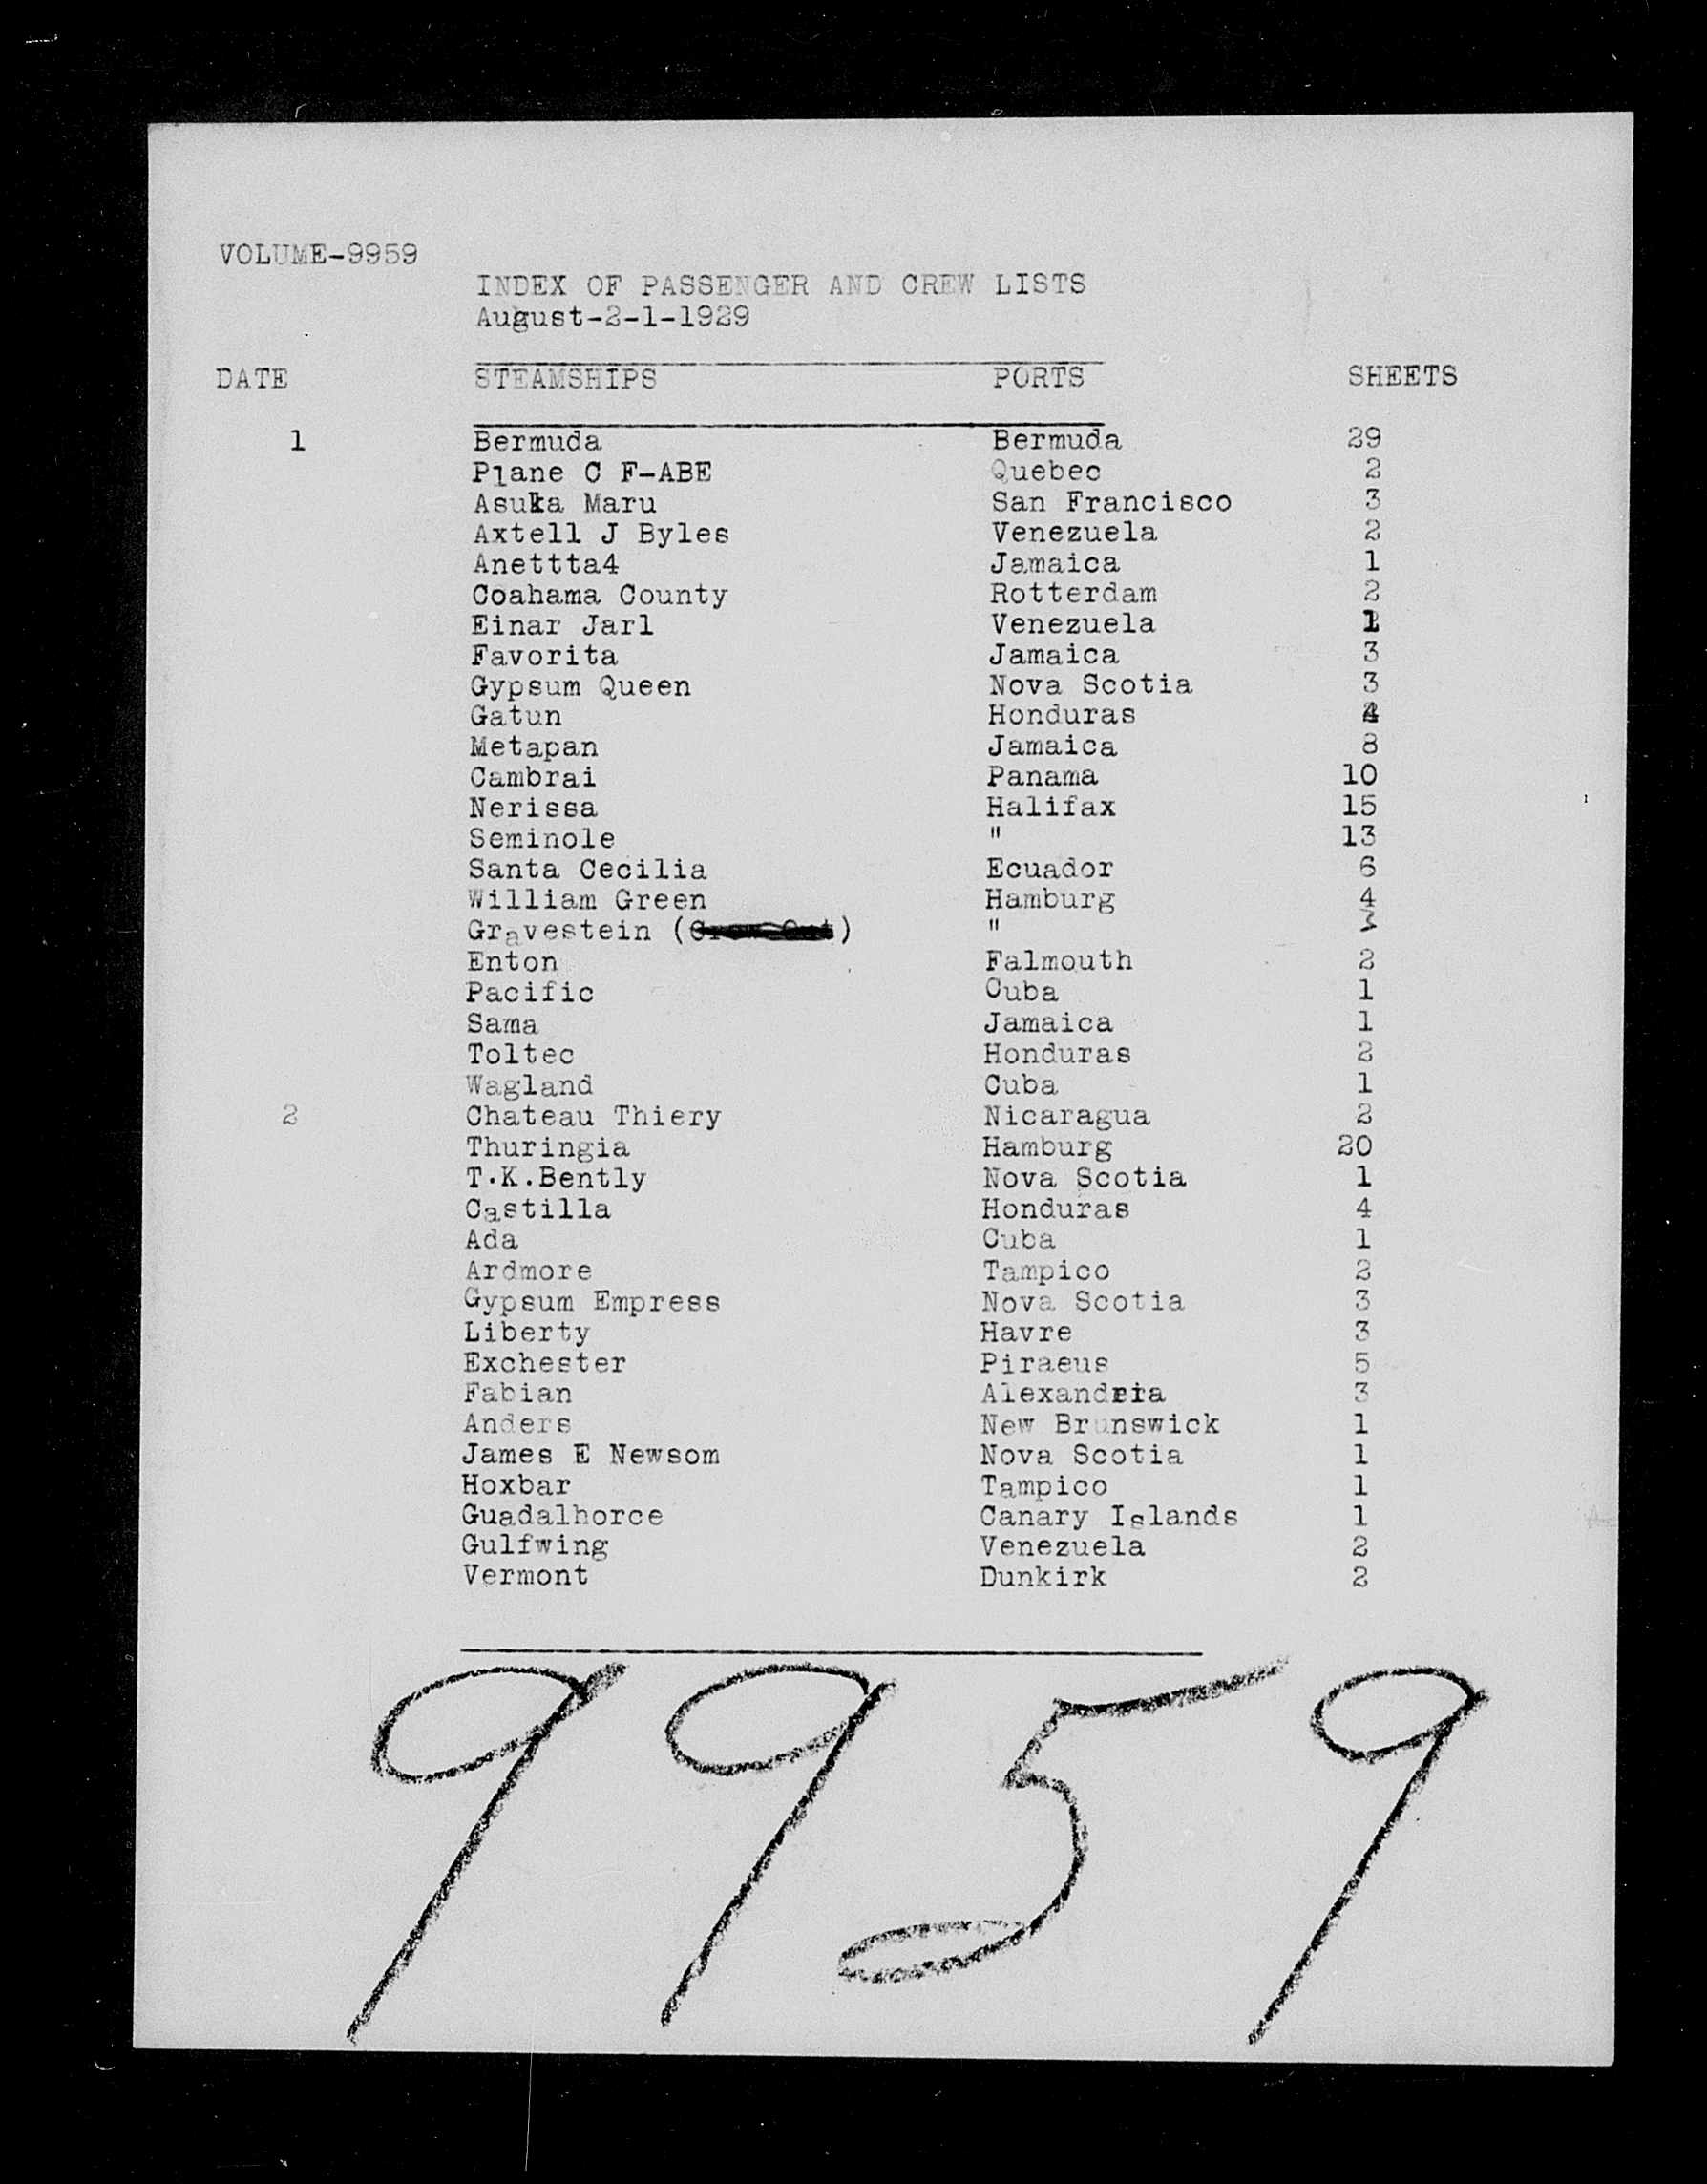 VOLUME-9959
INDEX OF PASSENGER AND CREW LISTS
August-2-1-1929
DATE STEAMSHIPS PORTS SHEETS
1 Bermuda Bermuda 29
Plane C F-ABE Quebec 2
Asuka Maru San Francisco 3
Axtell J Byles Venezuela 2
Anettta4 Jamaica 1
Coahama County Rotterdam 2
Einar Jarl Venezuela
Favorita Jamaica 3
Gypsum Queen Nova Scotia 3
Gatun Honduras 4
Metapan Jamaica 8
Cambrai Panama 10
Nerissa Halifax 15
Seminole " 13
Santa Cecilia Ecuador 6
William Green Hamburg 4
Gravestein ( ) " 3
Enton Falmouth 2
Pacific Cuba 1
Sama Jamaica 1
Toltec Honduras 2
Wagland Cuba 1
2 Chateau Thiery Nicaragua 2
Thuringia Hamburg 20
T.K.Bently Nova Scotia 1
Castilla Honduras 4
Ada Cuba 1
Ardmore Tampico 2
Gypsum Empress Nova Scotia 3
Liberty Havre 3
Exchester Piraeus 5
Fabian Alexandria 3
Anders New Brunswick 1
James E Newsom Nova Scotia 1
Hoxbar Tampico 1
Guadalhorce Canary Islands 1
Gulfwing Venezuela 2
Vermont Dunkirk 2
9959